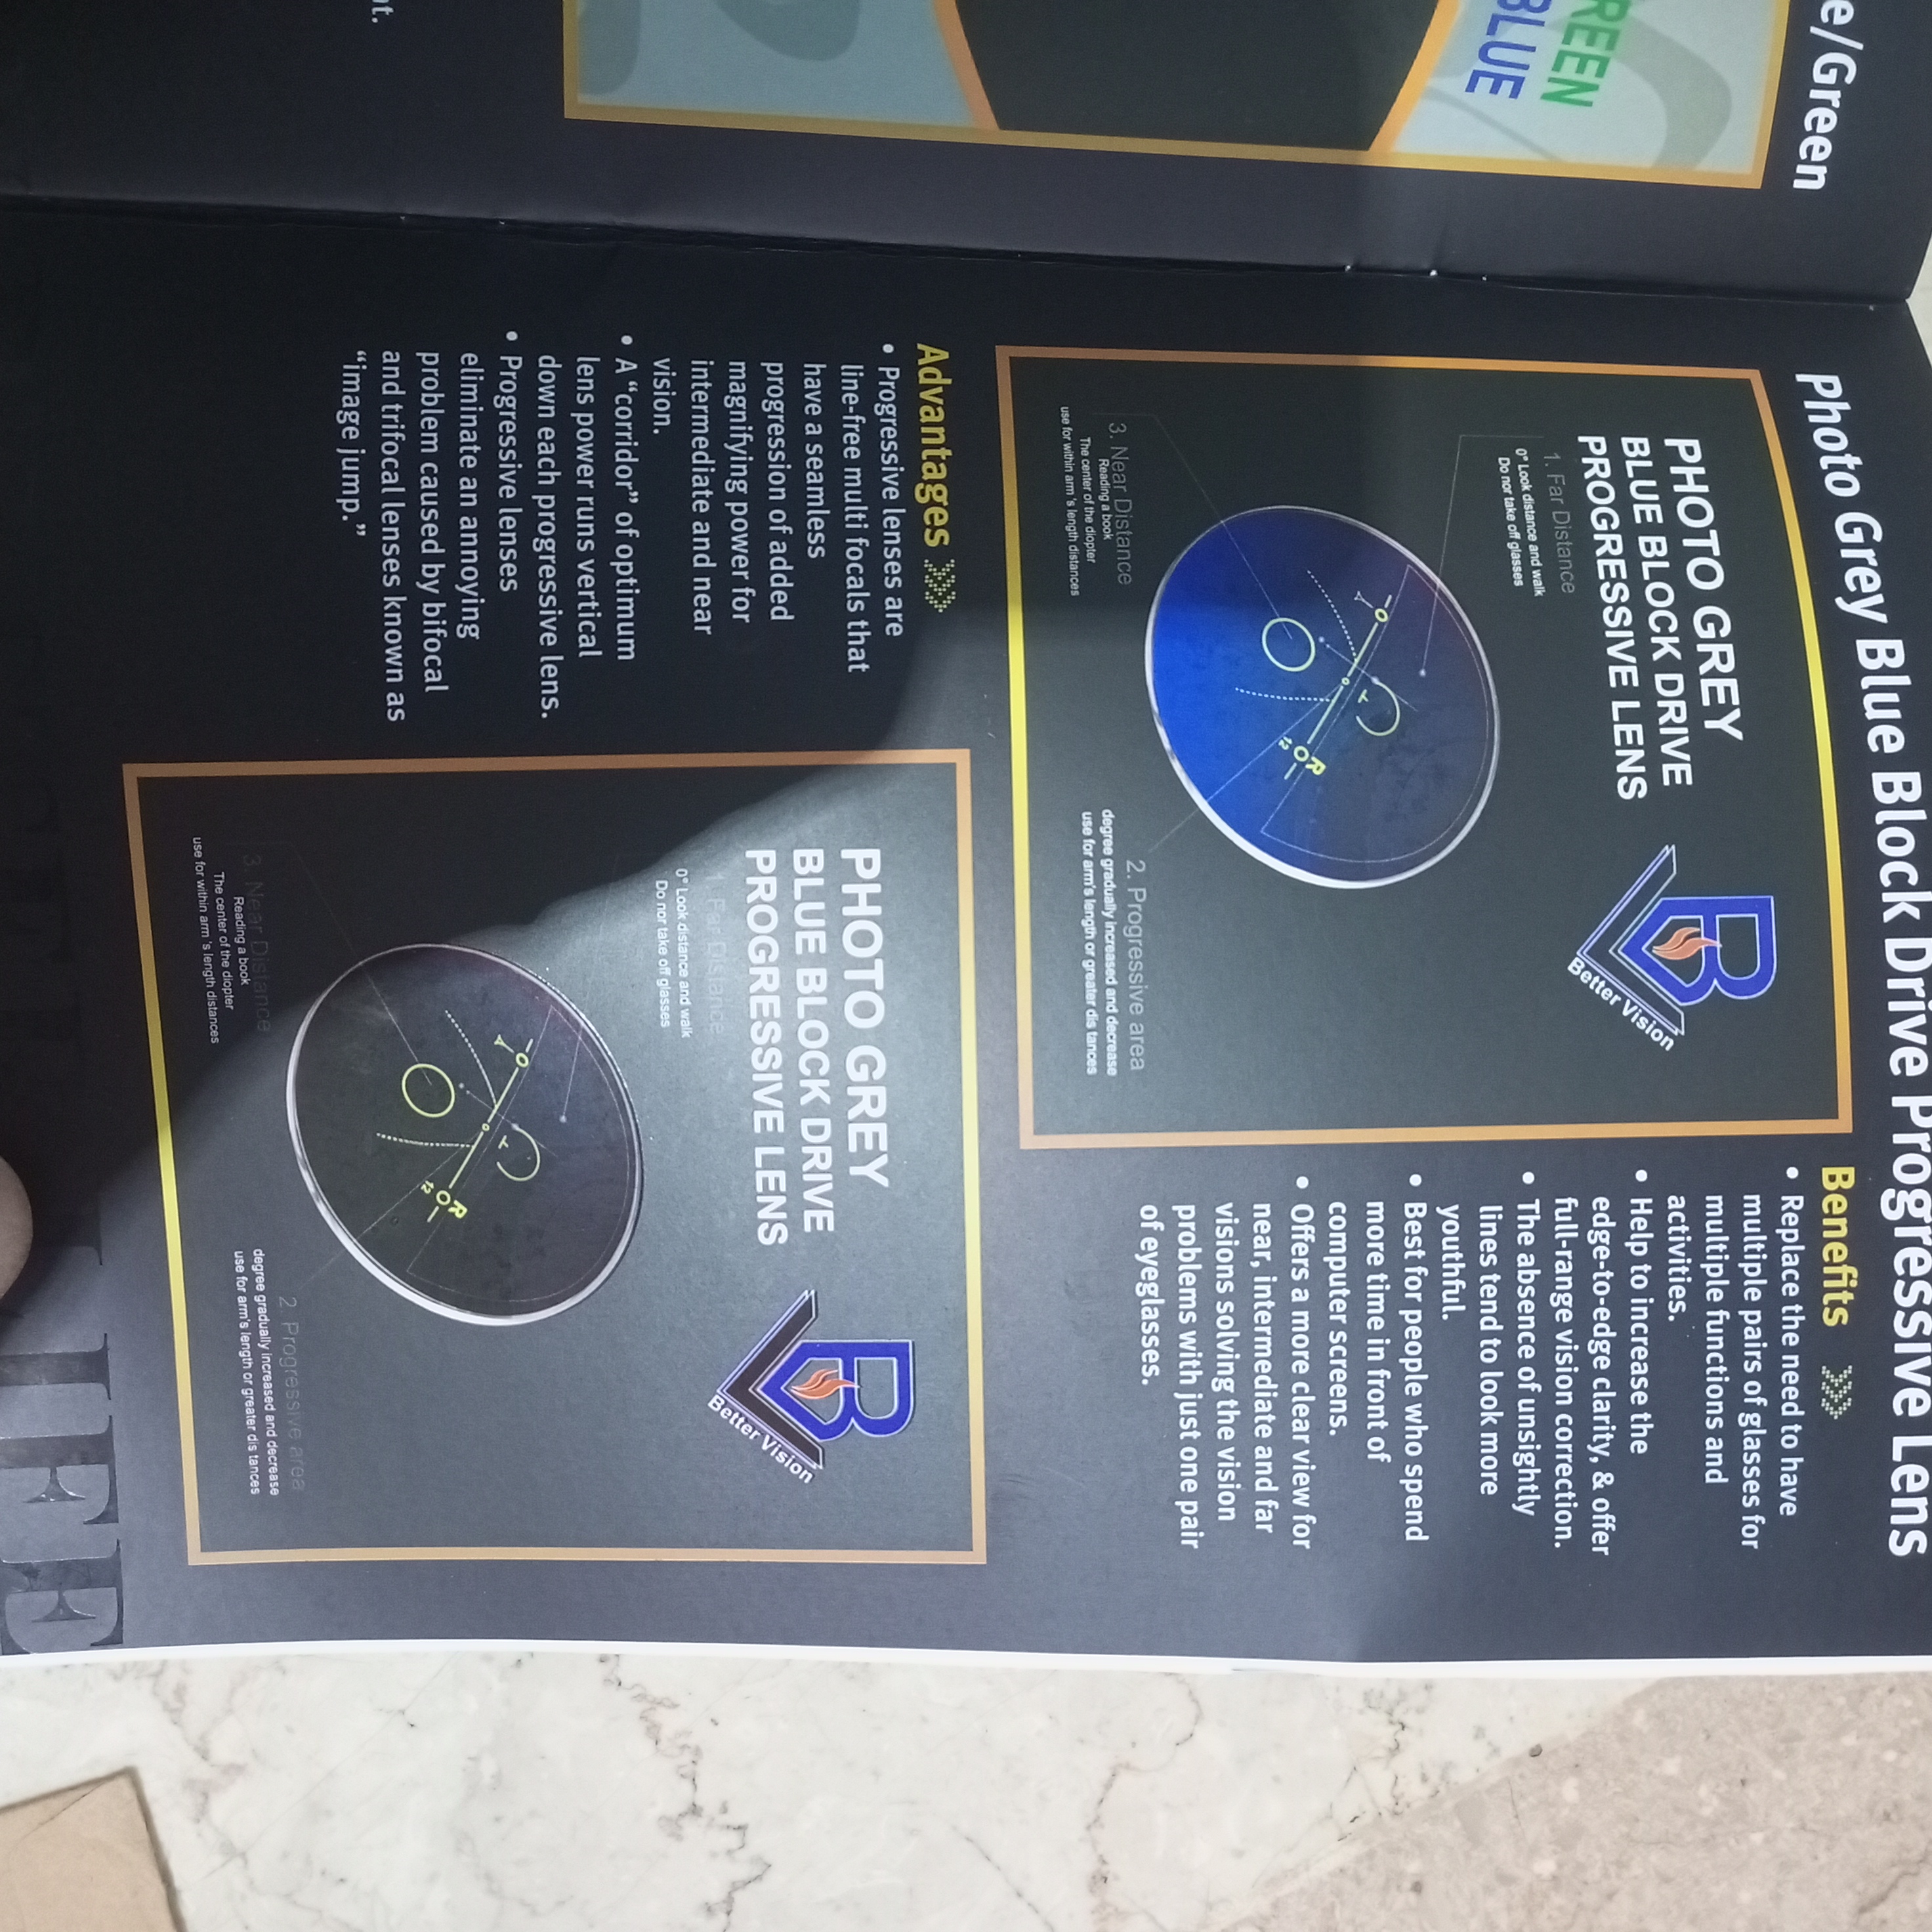 e/Green
REEN
BLUE
nt.
Photo Grey Blue Block Drive Progressive Lens
PHOTO GREY
BLUE BLOCK DRIVE
PROGRESSIVE LENS
B
Better Vision
1. Far Distance
0° Look distance and walk
Do nor take off glasses
R
12
3. Near Distance
Reading a book
The center of the diopter
use for within arm 's length distances
2. Progressive area
degree gradually increased and decrease
use for arm's length or greater dis tances
Benefits
• Replace the need to have
multiple pairs of glasses for
multiple functions and
activities.
• Help to increase the
edge-to-edge clarity, & offer
full-range vision correction.
• The absence of unsightly
lines tend to look more
youthful.
• Best for people who spend
more time in front of
computer screens.
• Offers a more clear view for
near, intermediate and far
visions solving the vision
problems with just one pair
of eyeglasses.
Advantages
• Progressive lenses are
line-free multi focals that
have a seamless
progression of added
magnifying power for
intermediate and near
vision.
• A “corridor” of optimum
lens power runs vertical
down each progressive lens.
• Progressive lenses
eliminate an annoying
problem caused by bifocal
and trifocal lenses known as
“image jump.”
PHOTO GREY
BLUE BLOCK DRIVE
PROGRESSIVE LENS
B
Better Vision
1. Far Distance
0° Look distance and walk
Do nor take off glasses
R
12
3. Near Distance
Reading a book
The center of the diopter
use for within arm 's length distances
2. Progressive area
degree gradually increased and decrease
use for arm's length or greater dis tances
LIFE